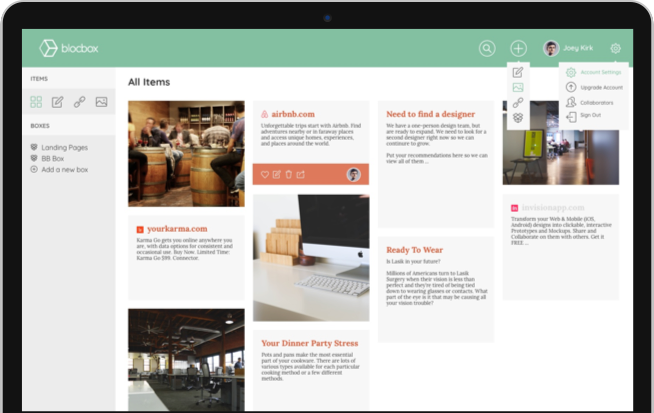 blocbox
Joey Kirk
ITEMS
BOXES
Landing Pages
BB Box
Add a new box
All Items
Account Settings
Upgrade Account
Collaborators
Sign Out
yourkarma.com
Karma Go gets you online anywhere you
are, with data options for consistent and
occasional use. Buy Now. Limited Time:
Karma Go $99. Connector.
airbnb.com
Unforgettable trips start with Airbnb. Find
adventures nearby or in faraway places
and access unique homes, experiences,
and places around the world.
Your Dinner Party Stress
Pots and pans make the most essential
part of your cookware. There are lots of
various types available for each particular
cooking method or a few different
methods.
Need to find a designer
We have a one-person design team, but
are ready to expand. We need to look for a
second designer right now so we can
continue to grow.
Put your recommendations here so we can
view all of them ...
Ready To Wear
Is Lasik in your future?
Millions of Americans turn to Lasik
Surgery when their vision is less than
perfect and they're tired of being tied
down to wearing glasses or contacts. What
part of the eye is it that may be causing all
your vision trouble?
in
invisionapp.com
Transform your Web & Mobile (iOS,
Android) designs into clickable, interactive
Prototypes and Mockups. Share and
Collaborate on them with others. Get it
FREE ...